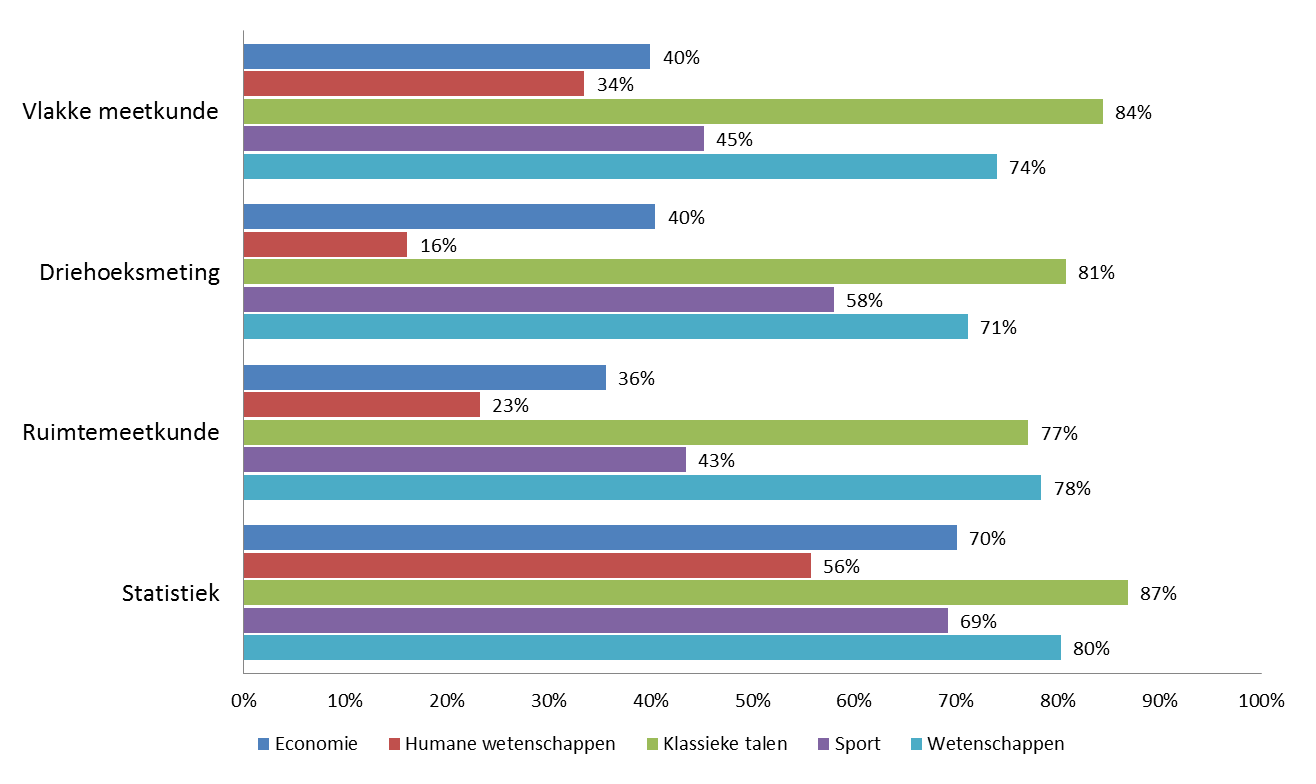 40%
34%
Vlakke meetkunde 84%
45%
74%
40%
16%
Driehoeksmeting 81%
58%
71%
36%
23%
Ruimtemeetkunde 77%
43%
78%
70%
56%
Statistiek 87%
69%
80%
0% 10% 20% 30% 40% 50% 60% 70% 80% 90% 100%
Economie Humane wetenschappen Klassieke talen Sport Wetenschappen